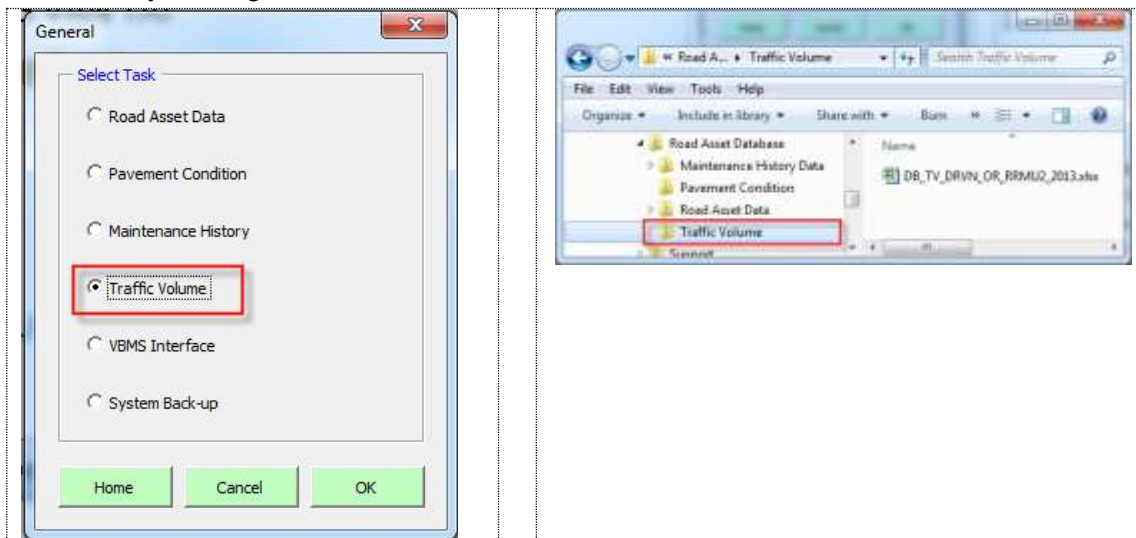 General
Select Task
Road Asset Data
Pavement Condition
Maintenance History
Traffic Volume
VBMS Interface
System Back-up
Home Cancel OK
« Road A... ▸ Traffic Volume Search Traffic Volume
File Edit View Tools Help
Organize Include in library Share with Burn »
Road Asset Database
Name
Maintenance History Data
DB_TV_DRVN_OR_RRMU2_2013.xlsx
Pavement Condition
Road Asset Data
Traffic Volume
Support